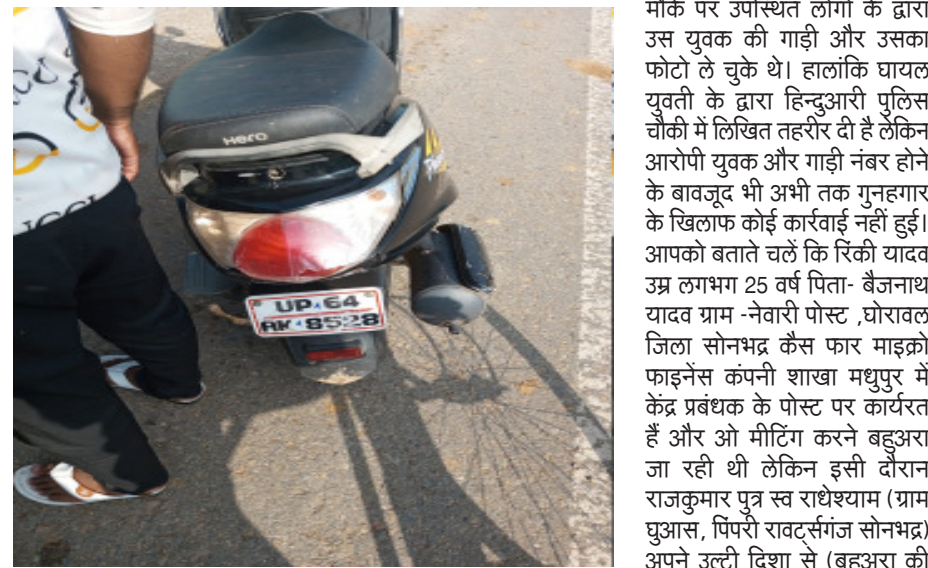 Hero
UP 64
AK 8528
मौके पर उपस्थित लोगों के द्वारा
उस युवक की गाड़ी और उसका
फोटो ले चुके थे। हालांकि घायल
युवती के द्वारा हिन्दुआरी पुलिस
चौकी में लिखित तहरीर दी है लेकिन
आरोपी युवक और गाड़ी नंबर होने
के बावजूद भी अभी तक गुनहगार
के खिलाफ कोई कार्रवाई नहीं हुई।
आपको बताते चलें कि रिंकी यादव
उम्र लगभग 25 वर्ष पिता- बैजनाथ
यादव ग्राम -नेवारी पोस्ट ,घोरावल
जिला सोनभद्र कैस फार माइक्रो
फाइनेंस कंपनी शाखा मधुपुर में
केंद्र प्रबंधक के पोस्ट पर कार्यरत
हैं और ओ मीटिंग करने बहुअरा
जा रही थी लेकिन इसी दौरान
राजकुमार पुत्र स्व राधेश्याम (ग्राम
घुआस, पिंपरी रावर्ट्सगंज सोनभद्र)
अपने उल्टी दिशा से (बहुअरा की